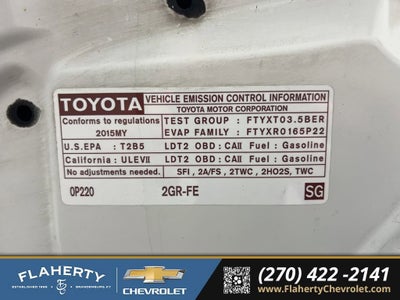 TOYOTA
VEHICLE EMISSION CONTROL INFORMATION
TOYOTA MOTOR CORPORATION
Conforms to regulations
2015MY
TEST GROUP : FTYXT03.5BER
EVAP FAMILY : FTYXR0165P22
U.S.EPA : T2B5 LDT2 OBD: CAII Fuel : Gasoline
California : ULEVII LDT2 OBD: CAII Fuel : Gasoline
No adjustments needed. SFI , 2A/FS , 2TWC , 2HO2S, TWC
0P220 2GR-FE SG
FLAHERTY
CHEVROLET
(270) 422-2141
www.FlahertyChevrolet.com